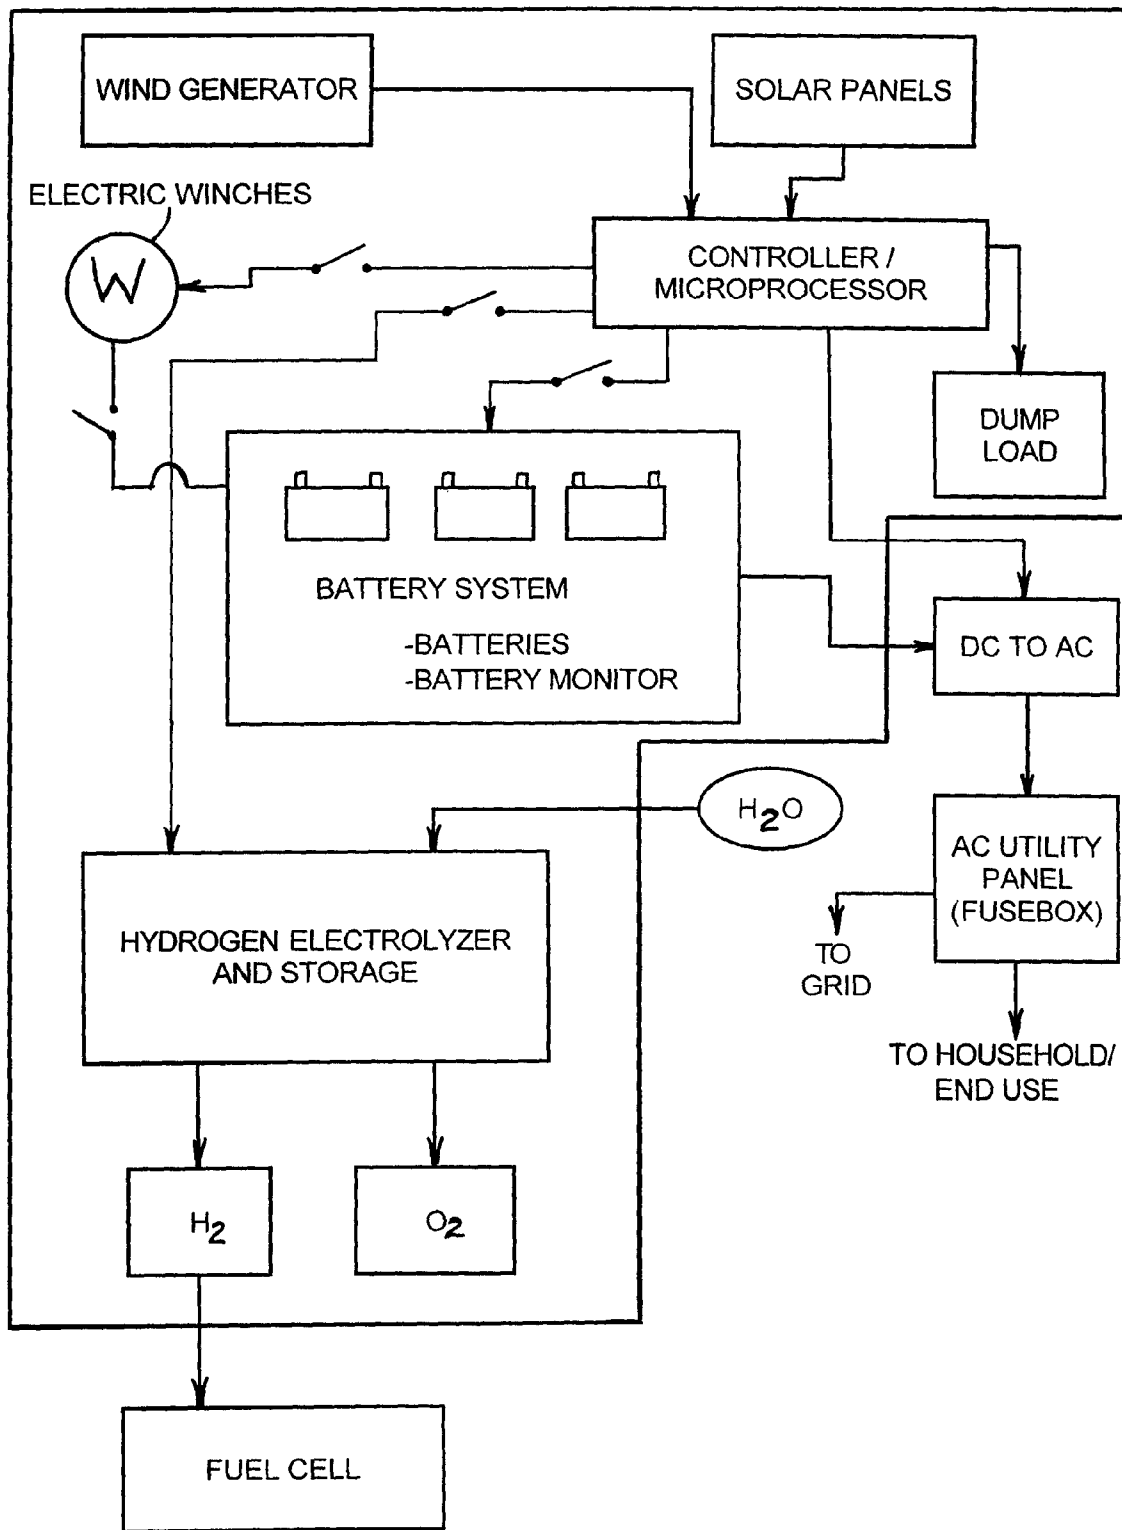 WIND GENERATOR
SOLAR PANELS
ELECTRIC WINCHES
W
CONTROLLER /
MICROPROCESSOR
DUMP
LOAD
BATTERY SYSTEM
-BATTERIES
-BATTERY MONITOR
DC TO AC
H2O
AC UTILITY
PANEL
(FUSEBOX)
HYDROGEN ELECTROLYZER
AND STORAGE
TO
GRID
TO HOUSEHOLD/
END USE
H2
O2
FUEL CELL